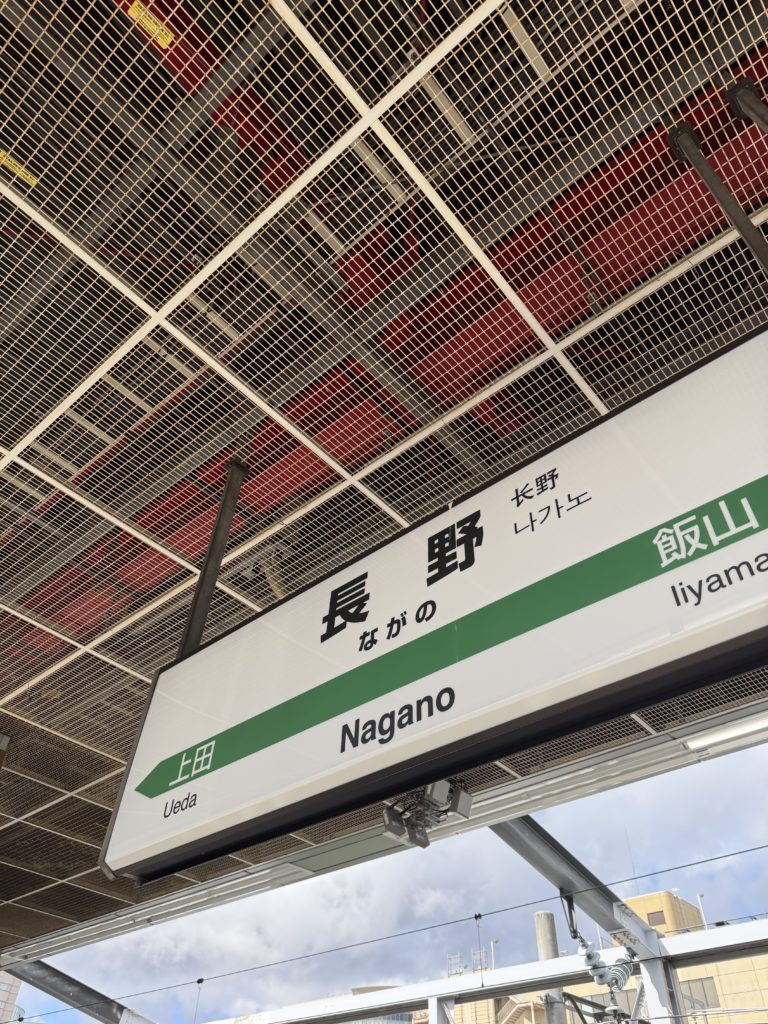 長野
长野
나가노
ながの
飯山
Iiyama
Nagano
上田
Ueda